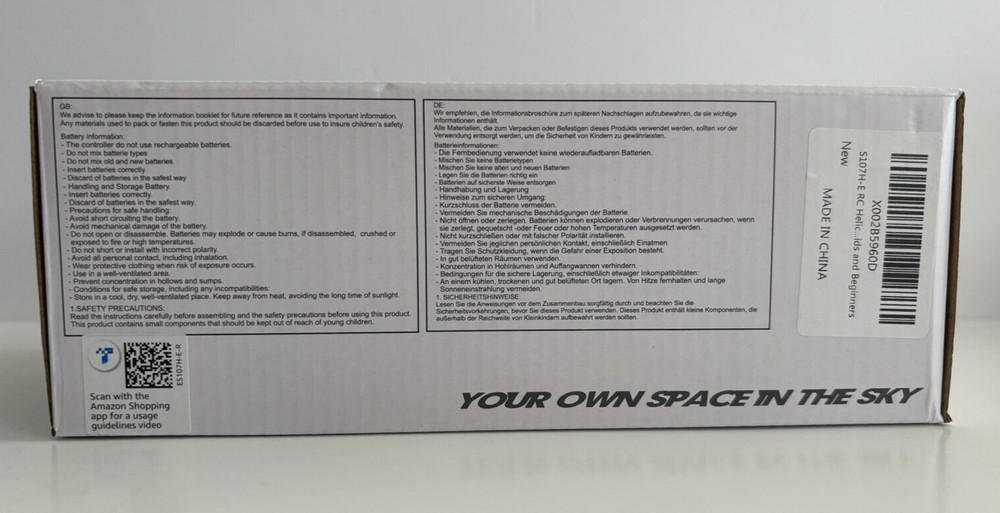 GB:
We advise to please keep the information booklet for future reference as it contains important information.
Any materials used to pack or fasten this product should be discarded before use to insure children's safety.
Battery information:
- The controller do not use rechargeable batteries.
- Do not mix batterie types
- Do not mix old and new batteries
- Insert batteries correctly
- Discard of batteries in the safest way
- Handling and Storage Battery.
- Insert batteries correctly.
- Discard of batteries in the safest way.
- Precautions for safe handling:
- Avoid short circuiting the battery.
- Avoid mechanical damage of the battery.
- Do not open or disassemble. Batteries may explode or cause burns, if disassembled, crushed or
exposed to fire or high temperatures.
- Do not short or install with incorrect polarity.
- Avoid all personal contact, including inhalation.
- Wear protective clothing when risk of exposure occurs.
- Use in a well-ventilated area.
- Prevent concentration in hollows and sumps.
- Conditions for safe storage, including any incompatibilities:
- Store in a cool, dry, well-ventilated place. Keep away from heat, avoiding the long time of sunlight.
1.SAFETY PRECAUTIONS:
Read the instructions carefully before assembling and the safety precautions before using this product.
This product contains small components that should be kept out of reach of young children.
DE:
Wir empfehlen, die Informationsbroschüre zum späteren Nachschlagen aufzubewahren, da sie wichtige
Informationen enthält.
Alle Materialien, die zum Verpacken oder Befestigen dieses Produkts verwendet werden, sollten vor der
Verwendung entsorgt werden, um die Sicherheit von Kindern zu gewährleisten.
Batterieinformationen:
- Die Fernbedienung verwendet keine wiederaufladbaren Batterien.
- Mischen Sie keine Batterietypen
- Mischen Sie keine alten und neuen Batterien
- Legen Sie die Batterien richtig ein
- Batterien auf sicherste Weise entsorgen
- Handhabung und Lagerung
- Hinweise zum sicheren Umgang:
- Kurzschluss der Batterie vermeiden.
- Vermeiden Sie mechanische Beschädigungen der Batterie.
- Nicht öffnen oder zerlegen. Batterien können explodieren oder Verbrennungen verursachen, wenn
sie zerlegt, gequetscht -oder Feuer oder hohen Temperaturen ausgesetzt werden.
- Nicht kurzschließen oder mit falscher Polarität installieren.
- Vermeiden Sie jeglichen persönlichen Kontakt, einschließlich Einatmen.
- Tragen Sie Schutzkleidung, wenn die Gefahr einer Exposition besteht.
- In gut belüfteten Räumen verwenden.
- Konzentration in Hohlräumen und Auffangwannen verhindern.
- Bedingungen für die sichere Lagerung, einschließlich etwaiger Inkompatibilitäten:
- An einem kühlen, trockenen und gut belüfteten Ort lagern. Von Hitze fernhalten und lange
Sonneneinstrahlung vermeiden.
1. SICHERHEITSHINWEISE
Lesen Sie die Anweisungen vor dem Zusammenbau sorgfältig durch und beachten Sie die
Sicherheitsvorkehrungen, bevor Sie dieses Produkt verwenden. Dieses Produkt enthält kleine Komponenten, die
außerhalb der Reichweite von Kleinkindern aufbewahrt werden sollten.
X002B5960D
S107H-E RC Helic...ids and Beginners
New
MADE IN CHINA
ES107H-E-R
Scan with the
Amazon Shopping
app for a usage
guidelines video
YOUR OWN SPACE IN THE SKY